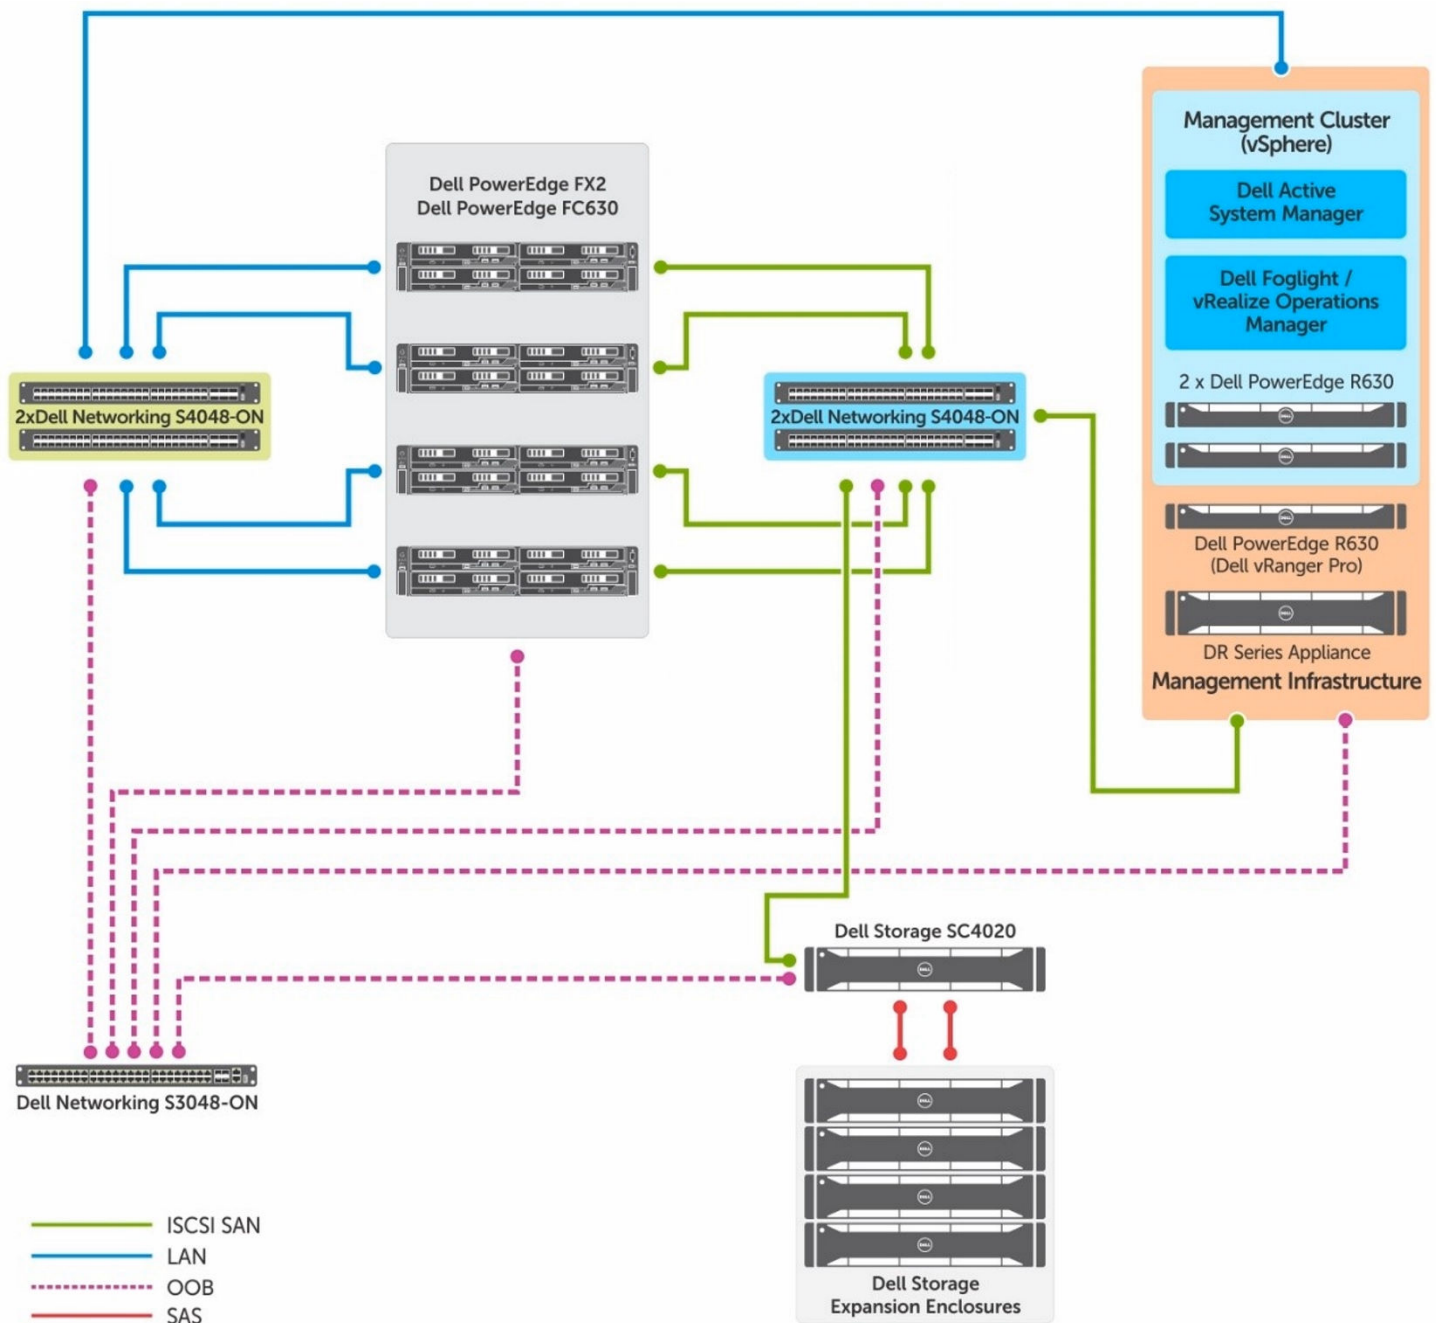 Management Cluster
(vSphere)
Dell Active
System Manager
Dell Foglight /
vRealize Operations
Manager
2 x Dell PowerEdge R630
Dell PowerEdge R630
(Dell vRanger Pro)
DR Series Appliance
Management Infrastructure
Dell PowerEdge FX2
Dell PowerEdge FC630
2xDell Networking S4048-ON
2xDell Networking S4048-ON
Dell Storage SC4020
Dell Networking S3048-ON
Dell Storage
Expansion Enclosures
ISCSI SAN
LAN
OOB
SAS